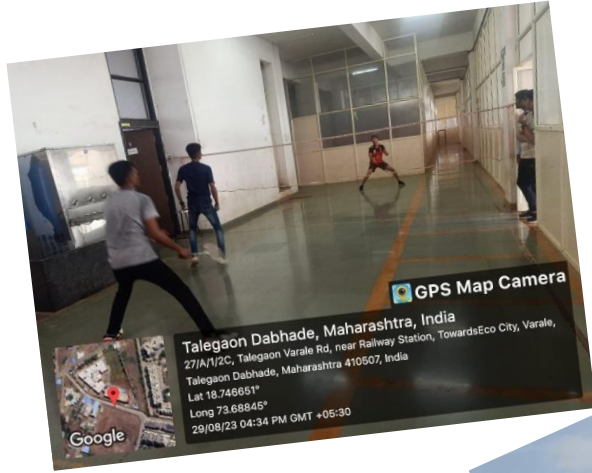 GPS Map Camera
Talegaon Dabhade, Maharashtra, India
27/A/1/2C, Talegaon Varale Rd, near Railway Station, TowardsEco City, Varale,
Talegaon Dabhade, Maharashtra 410507, India
Lat 18.746651°
Long 73.68845°
29/08/23 04:34 PM GMT +05:30
Google